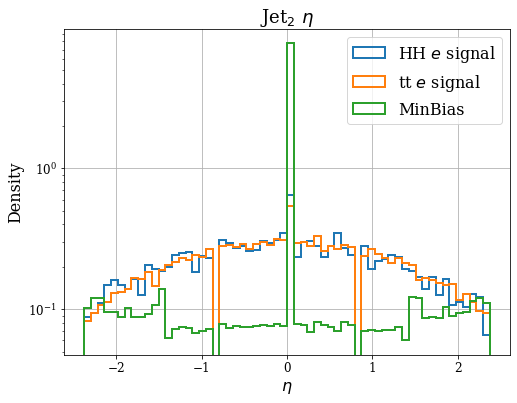 Jet₂ η
HH e signal
tt e signal
MinBias
Density
10⁰
10⁻¹
−2
−1
0
1
2
η